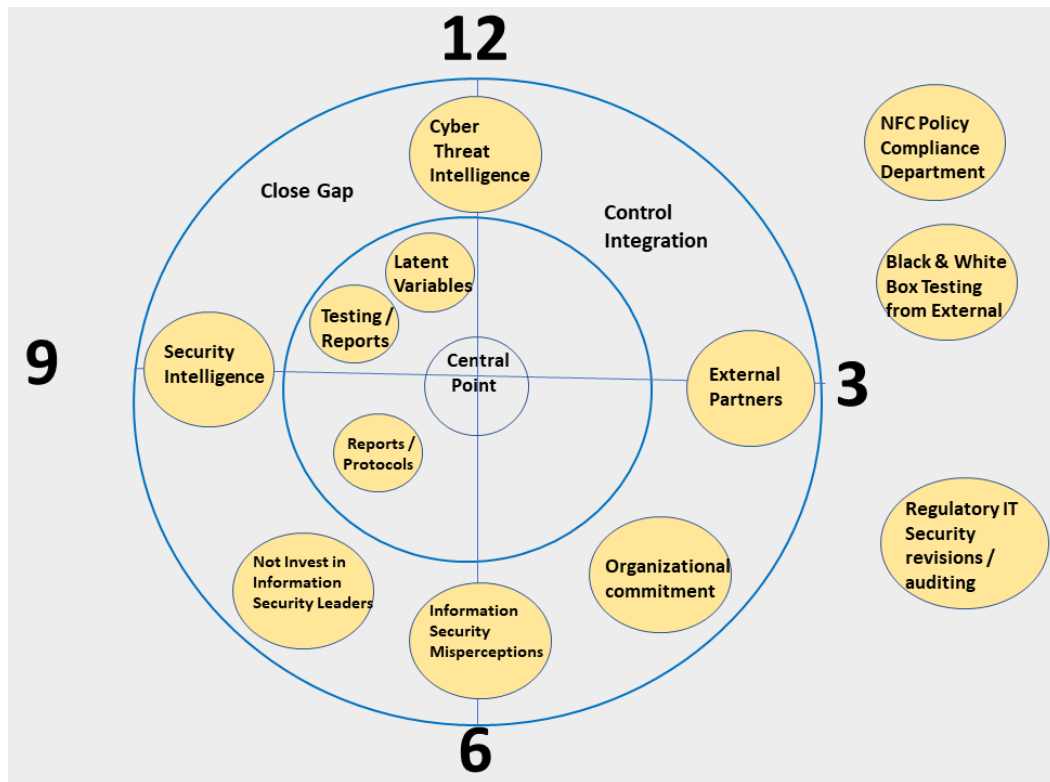 12
Cyber
Threat
Intelligence
NFC Policy
Compliance
Department
Close Gap
Control
Integration
Latent
Variables
Black & White
Box Testing
from External
Testing /
Reports
9
Security
Intelligence
Central
Point
External
Partners
3
Reports /
Protocols
Regulatory IT
Security
revisions /
auditing
Not Invest in
Information
Security Leaders
Organizational
commitment
Information
Security
Misperceptions
6